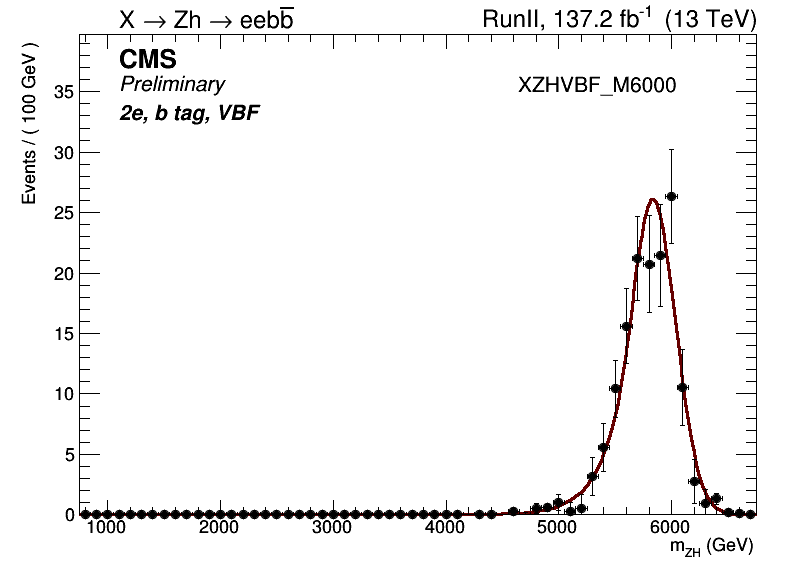 X → Zh → eebb̅
RunII, 137.2 fb⁻¹ (13 TeV)
CMS
Preliminary
2e, b tag, VBF
XZHVBF_M6000
Events / ( 100 GeV )
35
30
25
20
15
10
5
0
1000 2000 3000 4000 5000 6000
m_ZH (GeV)